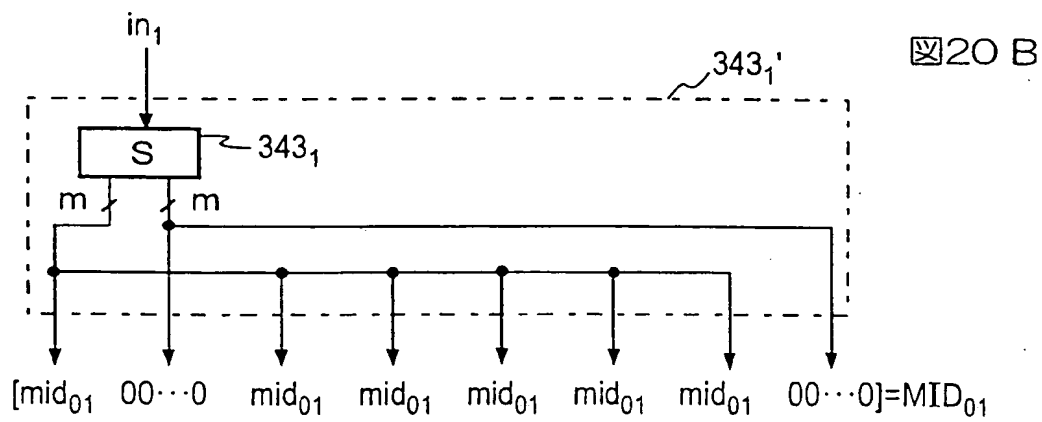 in₁
図20 B
343₁'
S
343₁
m
m
[mid₀₁ 00···0 mid₀₁ mid₀₁ mid₀₁ mid₀₁ mid₀₁ 00···0]=MID₀₁